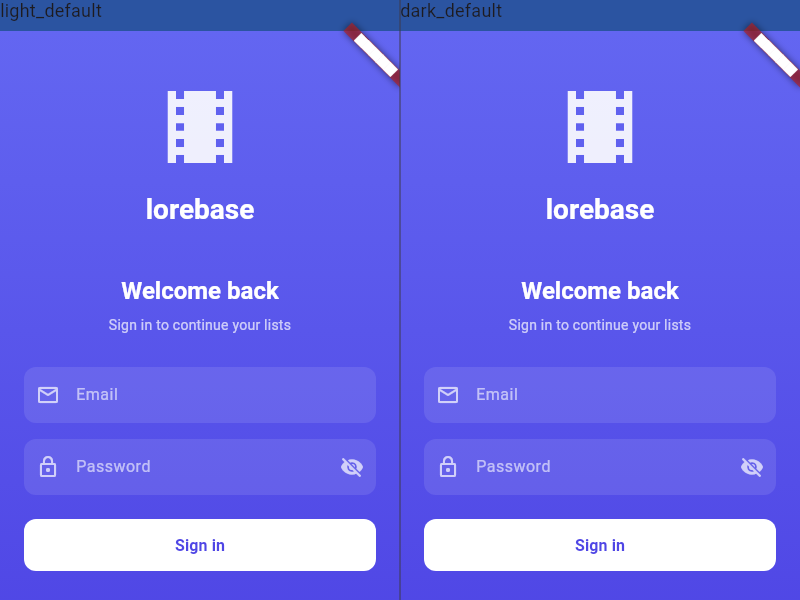 light_default
lorebase
Welcome back
Sign in to continue your lists
Email
Password
Sign in
dark_default
lorebase
Welcome back
Sign in to continue your lists
Email
Password
Sign in